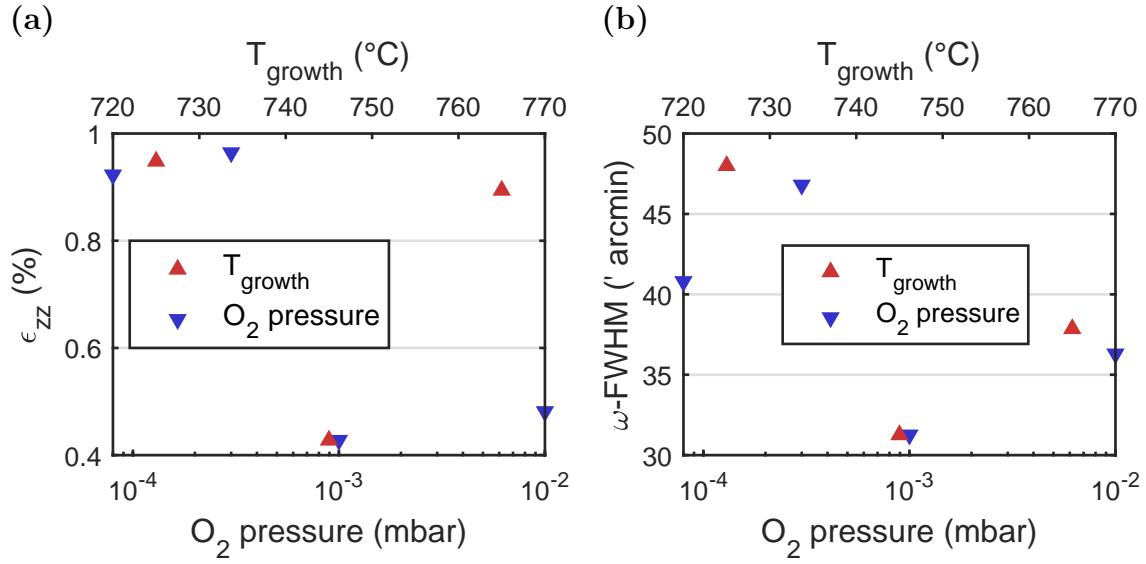 (a)
T_growth (°C)
720 730 740 750 760 770
1
0.8
0.6
0.4
ϵ_zz (%)
T_growth
O_2 pressure
10^-4 10^-3 10^-2
O_2 pressure (mbar)
(b)
T_growth (°C)
720 730 740 750 760 770
50
45
40
35
30
ω-FWHM (' arcmin)
T_growth
O_2 pressure
10^-4 10^-3 10^-2
O_2 pressure (mbar)